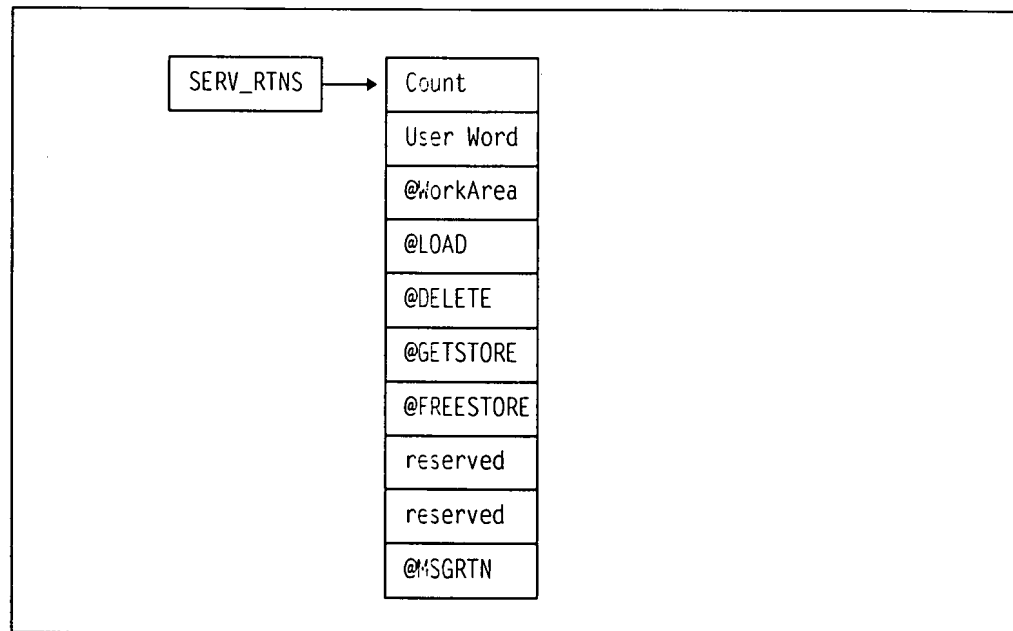 SERV_RTNS
Count
User Word
@WorkArea
@LOAD
@DELETE
@GETSTORE
@FREESTORE
reserved
reserved
@MSGRTN